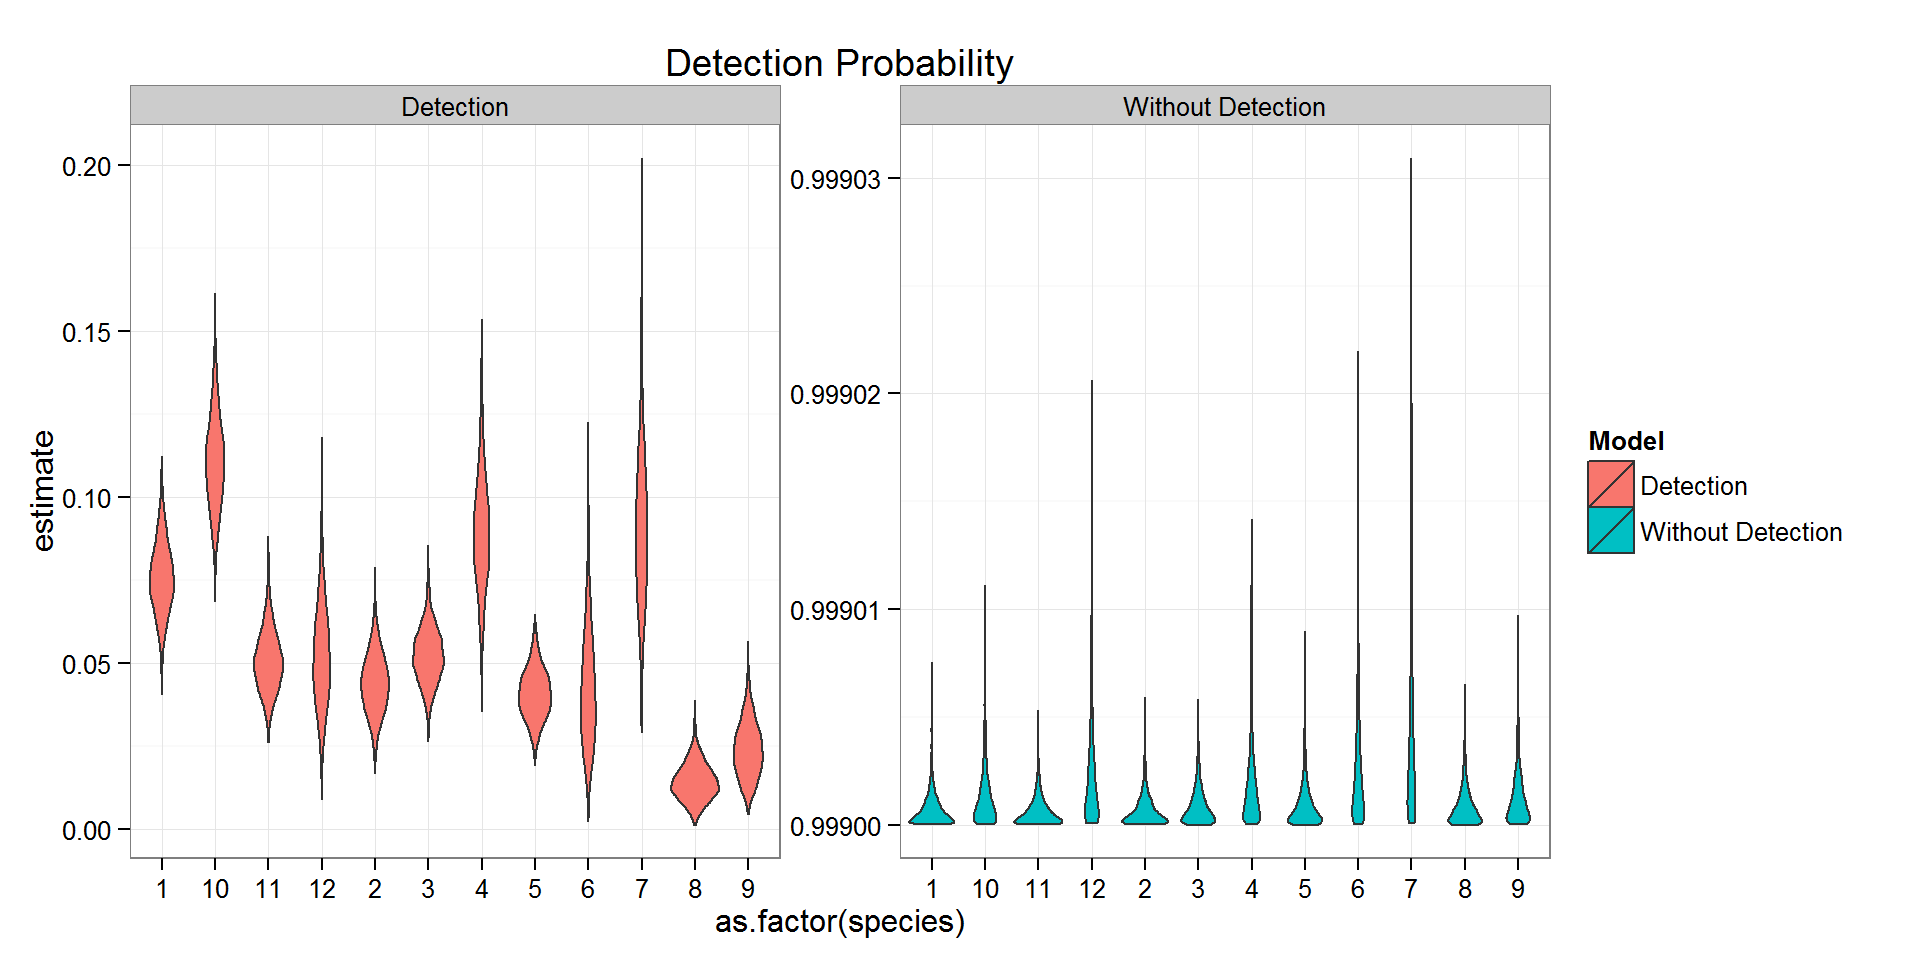 Detection Probability
Detection
Without Detection
0.20
0.15
0.10
0.05
0.00
estimate
0.99903
0.99902
0.99901
0.99900
1 10 11 12 2 3 4 5 6 7 8 9
1 10 11 12 2 3 4 5 6 7 8 9
as.factor(species)
Model
Detection
Without Detection